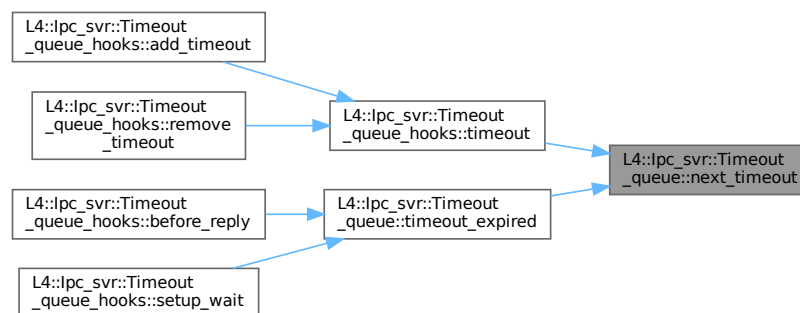 L4::Ipc_svr::Timeout
_queue_hooks::add_timeout
L4::Ipc_svr::Timeout
_queue_hooks::remove
_timeout
L4::Ipc_svr::Timeout
_queue_hooks::timeout
L4::Ipc_svr::Timeout
_queue::next_timeout
L4::Ipc_svr::Timeout
_queue_hooks::before_reply
L4::Ipc_svr::Timeout
_queue::timeout_expired
L4::Ipc_svr::Timeout
_queue_hooks::setup_wait